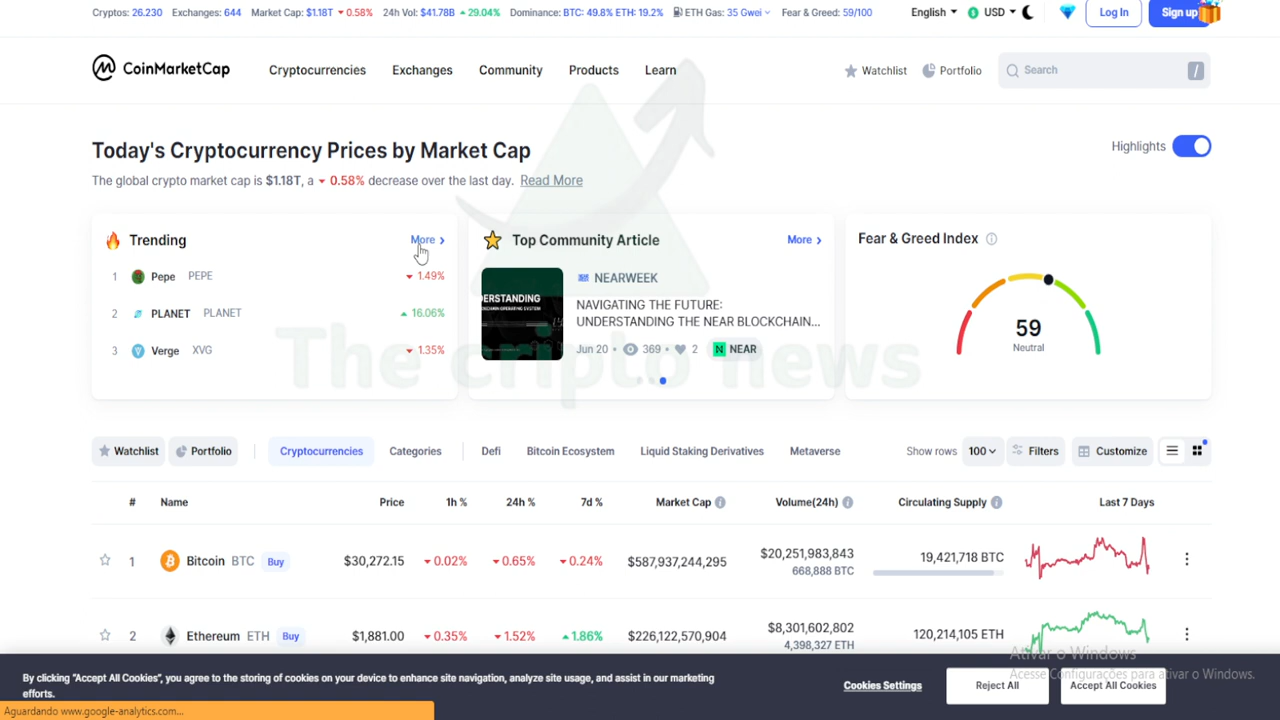 Cryptos: 26.230 Exchanges: 644 Market Cap: $1.18T 0.58% 24h Vol: $41.78B 29.04% Dominance: BTC: 49.8% ETH: 19.2% ETH Gas: 35 Gwei Fear & Greed: 59/100 English USD Log In Sign up
CoinMarketCap Cryptocurrencies Exchanges Community Products Learn Watchlist Portfolio Search /
Today's Cryptocurrency Prices by Market Cap Highlights
The global crypto market cap is $1.18T, a 0.58% decrease over the last day. Read More
Trending More
1 Pepe PEPE 1.49%
2 PLANET PLANET 16.06%
3 Verge XVG 1.35%
Top Community Article More
NEARWEEK
ERSTANDING
NAVIGATING THE FUTURE:
UNDERSTANDING THE NEAR BLOCKCHAIN...
Jun 20 • 369 • 2 NEAR
Fear & Greed Index
59
Neutral
The cripto news
Watchlist Portfolio Cryptocurrencies Categories Defi Bitcoin Ecosystem Liquid Staking Derivatives Metaverse Show rows 100 Filters Customize
# Name Price 1h % 24h % 7d % Market Cap Volume(24h) Circulating Supply Last 7 Days
1 Bitcoin BTC Buy $30,272.15 0.02% 0.65% 0.24% $587,937,244,295 $20,251,983,843 19,421,718 BTC
668,888 BTC
2 Ethereum ETH Buy $1,881.00 0.35% 1.52% 1.86% $226,122,570,904 $8,301,602,802 120,214,105 ETH
4,398,327 ETH
Ativar o Windows
Acesse Configurações para ativar o Windows.
By clicking “Accept All Cookies”, you agree to the storing of cookies on your device to enhance site navigation, analyze site usage, and assist in our marketing
efforts.
Cookies Settings Reject All Accept All Cookies
Aguardando www.google-analytics.com...